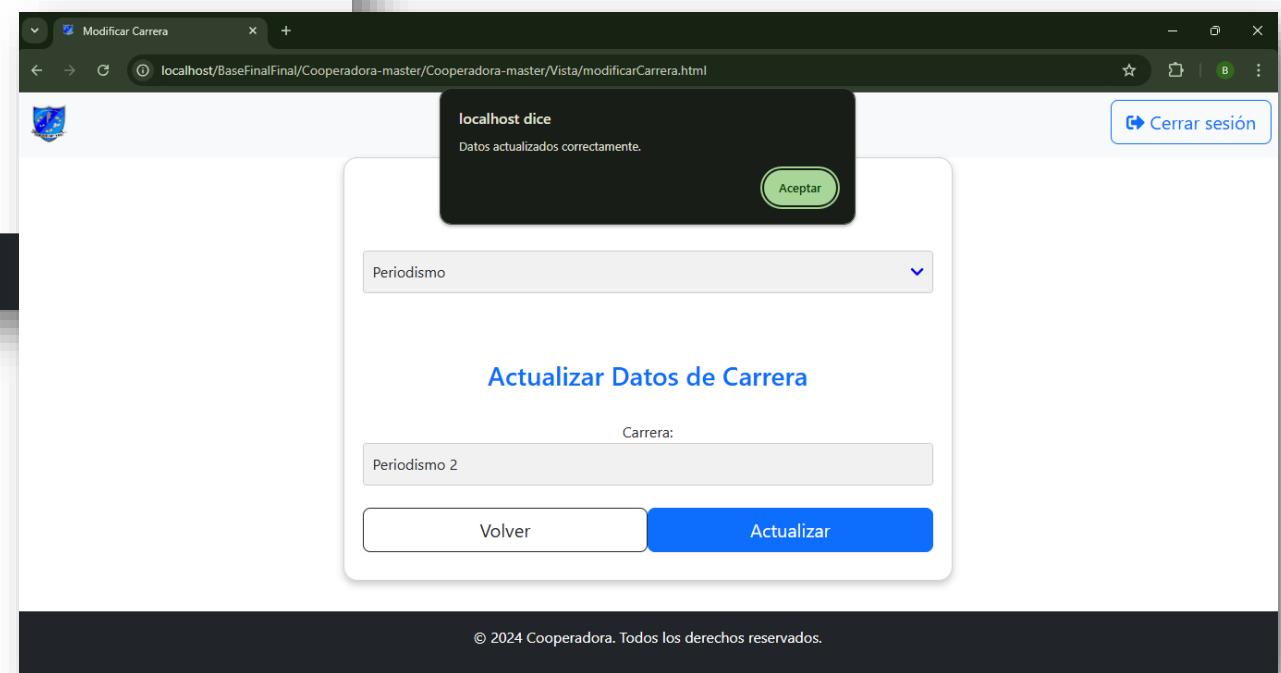 Modificar Carrera
localhost/BaseFinalFinal/Cooperadora-master/Cooperadora-master/Vista/modificarCarrera.html
B
localhost dice
Datos actualizados correctamente.
Aceptar
Cerrar sesión
Periodismo
Actualizar Datos de Carrera
Carrera:
Periodismo 2
Volver
Actualizar
© 2024 Cooperadora. Todos los derechos reservados.